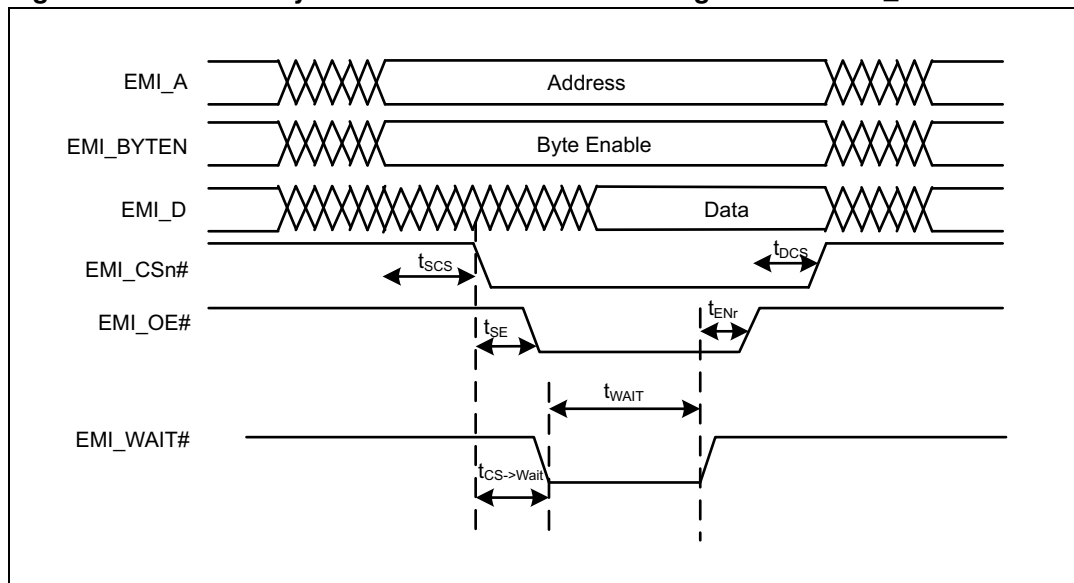 EMI_A
Address
EMI_BYTEN
Byte Enable
EMI_D
Data
EMI_CSn#
tSCS
tDCS
EMI_OE#
tSE
tENr
tWAIT
EMI_WAIT#
tCS->Wait